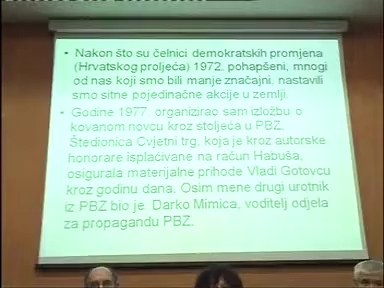 • Nakon što su čelnici demokratskih promjena
(Hrvatskog proljeća) 1972. pohapšeni, mnogi
od nas koji smo bili manje značajni, nastavili
smo sitne pojedinačne akcije u zemlji.
• Godine 1977. organizirao sam izložbu o
kovanom novcu kroz stoljeća u PBZ,
Štedionica Cvjetni trg, koja je kroz autorske
honorare isplaćivane na račun Habuša,
osigurala materijalne prihode Vladi Gotovcu
kroz godinu dana. Osim mene drugi urotnik
iz PBZ bio je Darko Mimica, voditelj odjela
za propagandu PBZ.